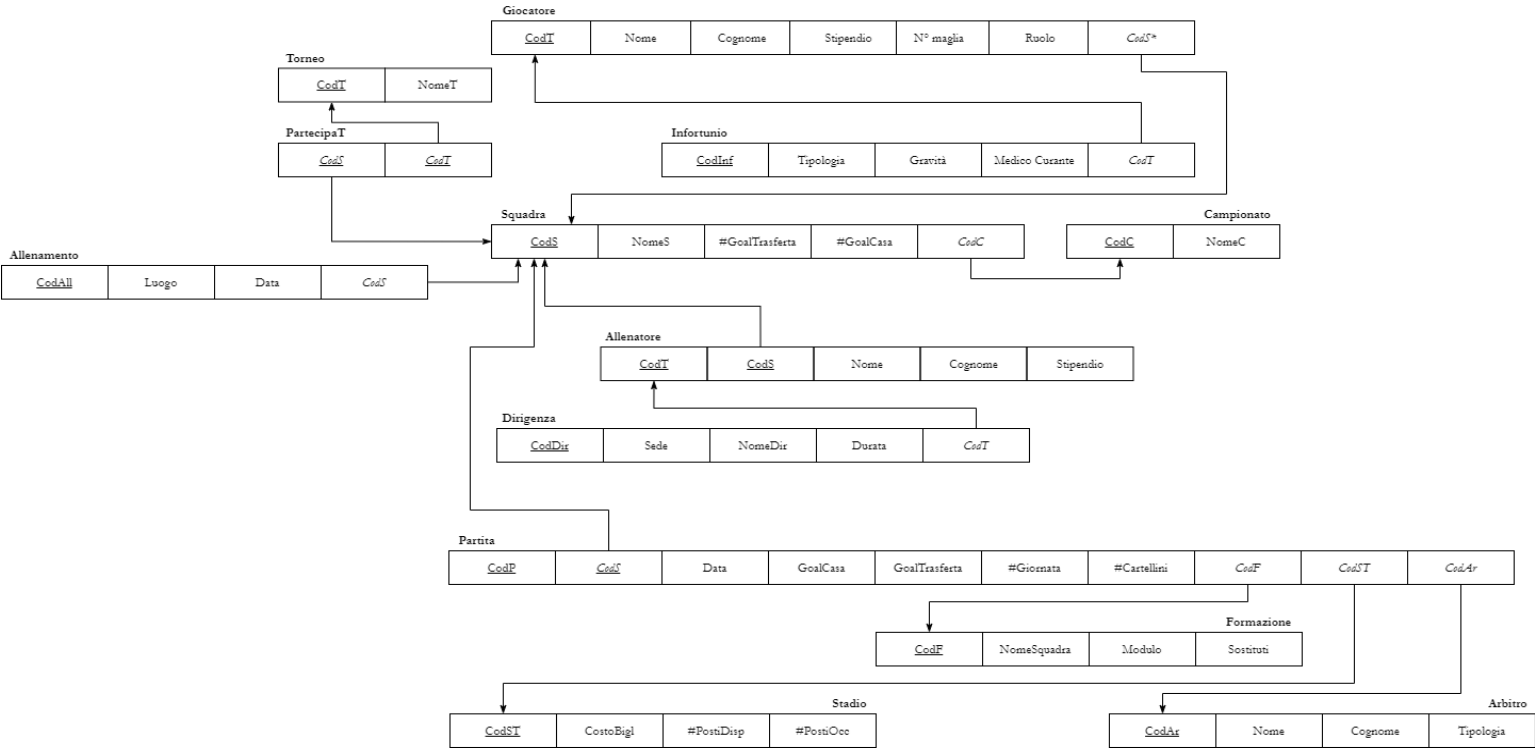 Giocatore
CodT Nome Cognome Stipendio N° maglia Ruolo CodS*
Torneo
CodT NomeT
PartecipaT
CodS CodT
Infortunio
CodInf Tipologia Gravità Medico Curante CodT
Squadra
CodS NomeS #GoalTrasferta #GoalCasa CodC
Campionato
CodC NomeC
Allenamento
CodAll Luogo Data CodS
Allenatore
CodT CodS Nome Cognome Stipendio
Dirigenza
CodDir Sede NomeDir Durata CodT
Partita
CodP CodS Data GoalCasa GoalTrasferta #Giornata #Cartellini CodF CodST CodAr
Formazione
CodF NomeSquadra Modulo Sostituti
Stadio
CodST CostoBigl #PostiDisp #PostiOcc
Arbitro
CodAr Nome Cognome Tipologia